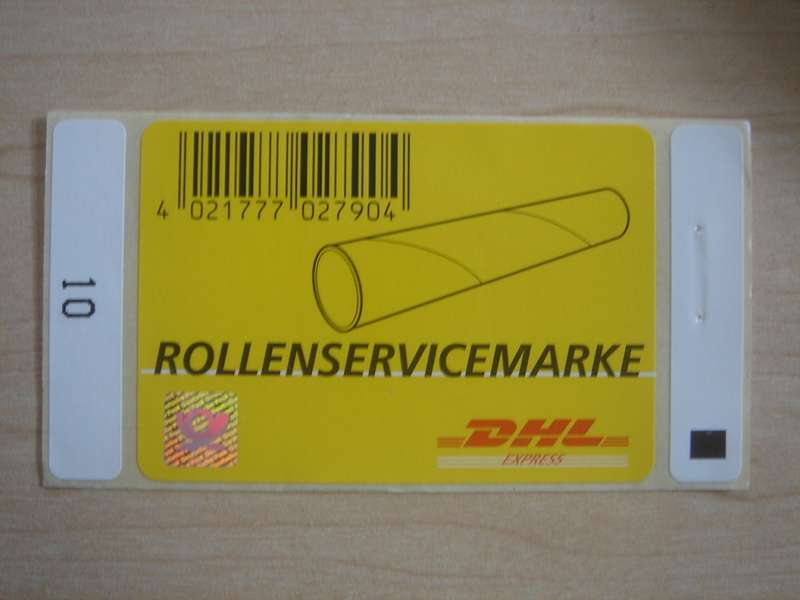 4 021777 027904
10
ROLLENSERVICEMARKE
DHL
EXPRESS